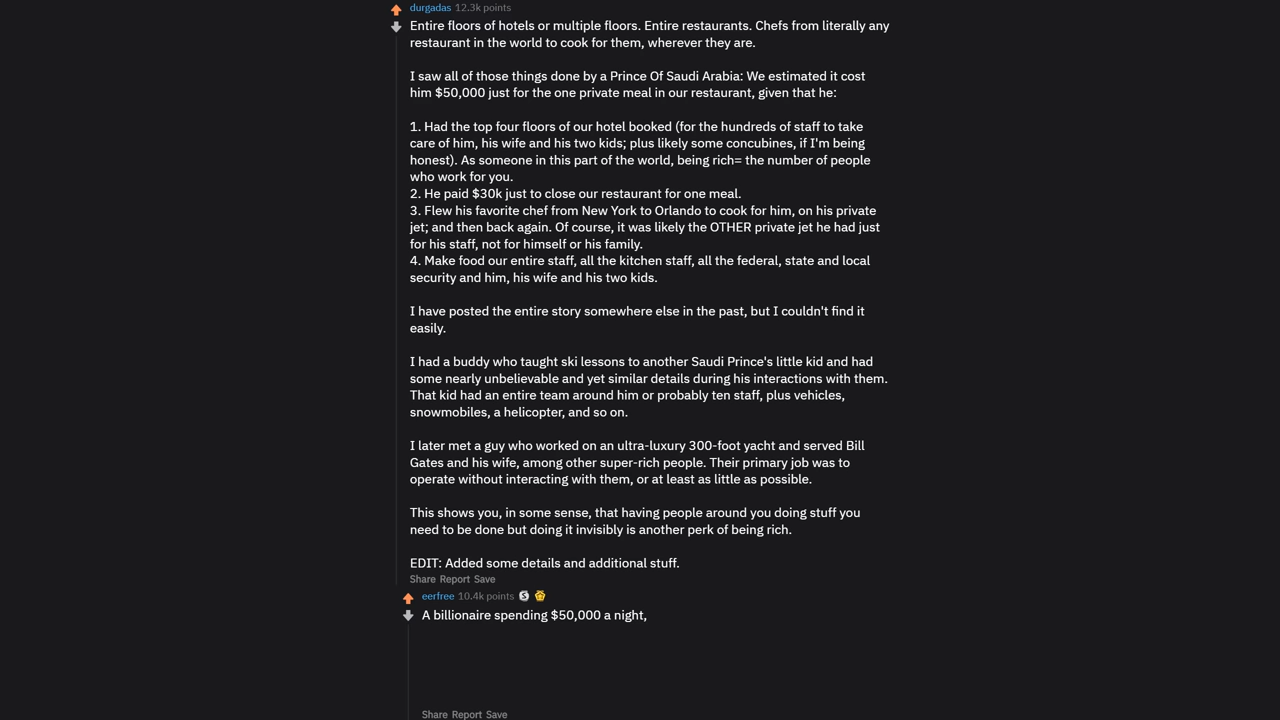 durgadas 12.3k points
Entire floors of hotels or multiple floors. Entire restaurants. Chefs from literally any
restaurant in the world to cook for them, wherever they are.
I saw all of those things done by a Prince Of Saudi Arabia: We estimated it cost
him $50,000 just for the one private meal in our restaurant, given that he:
1. Had the top four floors of our hotel booked (for the hundreds of staff to take
care of him, his wife and his two kids; plus likely some concubines, if I'm being
honest). As someone in this part of the world, being rich= the number of people
who work for you.
2. He paid $30k just to close our restaurant for one meal.
3. Flew his favorite chef from New York to Orlando to cook for him, on his private
jet; and then back again. Of course, it was likely the OTHER private jet he had just
for his staff, not for himself or his family.
4. Make food our entire staff, all the kitchen staff, all the federal, state and local
security and him, his wife and his two kids.
I have posted the entire story somewhere else in the past, but I couldn't find it
easily.
I had a buddy who taught ski lessons to another Saudi Prince's little kid and had
some nearly unbelievable and yet similar details during his interactions with them.
That kid had an entire team around him or probably ten staff, plus vehicles,
snowmobiles, a helicopter, and so on.
I later met a guy who worked on an ultra-luxury 300-foot yacht and served Bill
Gates and his wife, among other super-rich people. Their primary job was to
operate without interacting with them, or at least as little as possible.
This shows you, in some sense, that having people around you doing stuff you
need to be done but doing it invisibly is another perk of being rich.
EDIT: Added some details and additional stuff.
Share Report Save
eerfree 10.4k points
A billionaire spending $50,000 a night,
Share Report Save